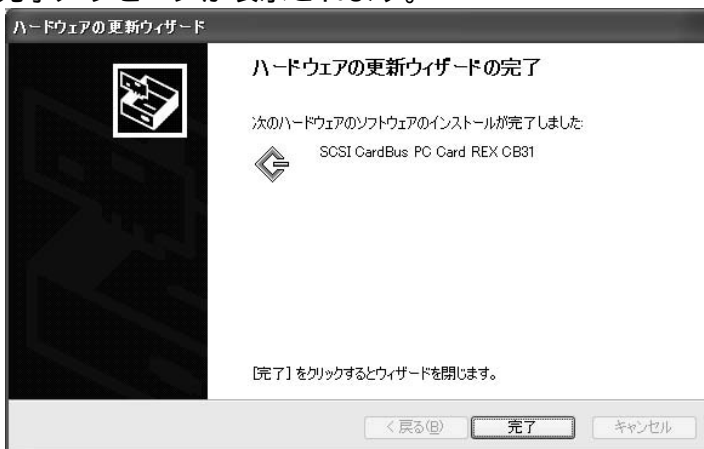 ハードウェアの更新ウィザード
ハードウェアの更新ウィザードの完了
次のハードウェアのソフトウェアのインストールが完了しました:
SCSI CardBus PC Card REX CB31
[完了] をクリックするとウィザードを閉じます。
< 戻る(B)
完了
キャンセル